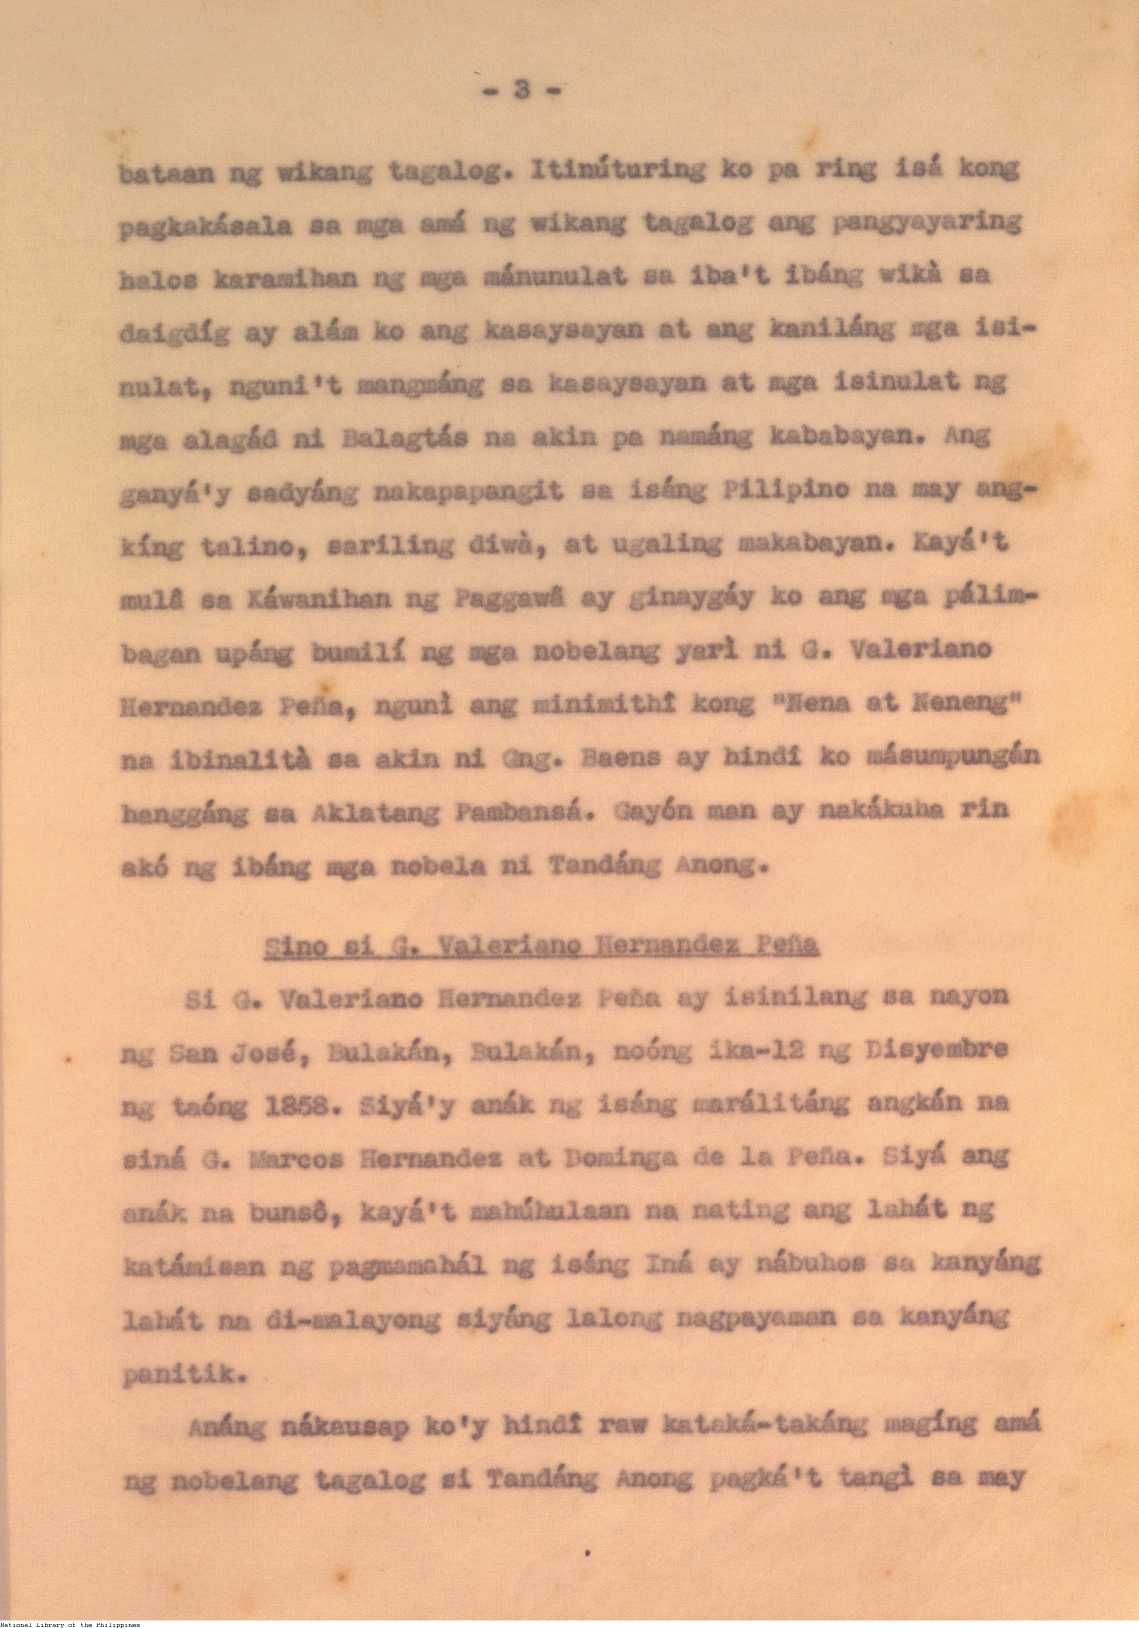 - 3 -
bataan ng wikang tagalog. Itinúturing ko pa ring isá kong
pagkakásala sa mga amá ng wikang tagalog ang pangyayaring
halos karamihan ng mga mánunulat sa iba't ibáng wikà sa
daigdíg ay alám ko ang kasaysayan at ang kaniláng mga isi-
nulat, nguni't mangmáng sa kasaysayan at mga isinulat ng
mga alagád ni Balagtás na akin pa namáng kababayan. Ang
ganyá'y sadyáng nakapapangit sa isáng Pilipino na may ang-
kíng talino, sariling diwà, at ugaling makabayan. Kayá't
mulâ sa Káwanihan ng Paggawâ ay ginaygáy ko ang mga pálim-
bagan upáng bumilí ng mga nobelang yarì ni G. Valeriano
Hernandez Peña, ngunì ang minimithî kong "Nena at Neneng"
na ibinalità sa akin ni Gng. Baens ay hindî ko másumpungán
hanggáng sa Aklatang Pambansá. Gayón man ay nakákuha rin
akó ng ibáng mga nobela ni Tandáng Anong.
Sino si G. Valeriano Hernandez Peña
Si G. Valeriano Hernandez Peña ay isinilang sa nayon
ng San José, Bulakán, Bulakán, noóng ika-12 ng Disyembre
ng taóng 1858. Siyá'y anák ng isáng marálitáng angkán na
siná G. Marcos Hernandez at Dominga de la Peña. Siyá ang
anák na bunsô, kayá't mahúhulaan na nating ang lahát ng
katámisan ng pagmamahál ng isáng Iná ay nábuhos sa kanyáng
lahát na di-malayong siyáng lalong nagpayaman sa kanyáng
panitik.
Anáng nákausap ko'y hindî raw kataká-takáng magíng amá
ng nobelang tagalog si Tandáng Anong pagká't tangì sa may
National Library of the Philippines